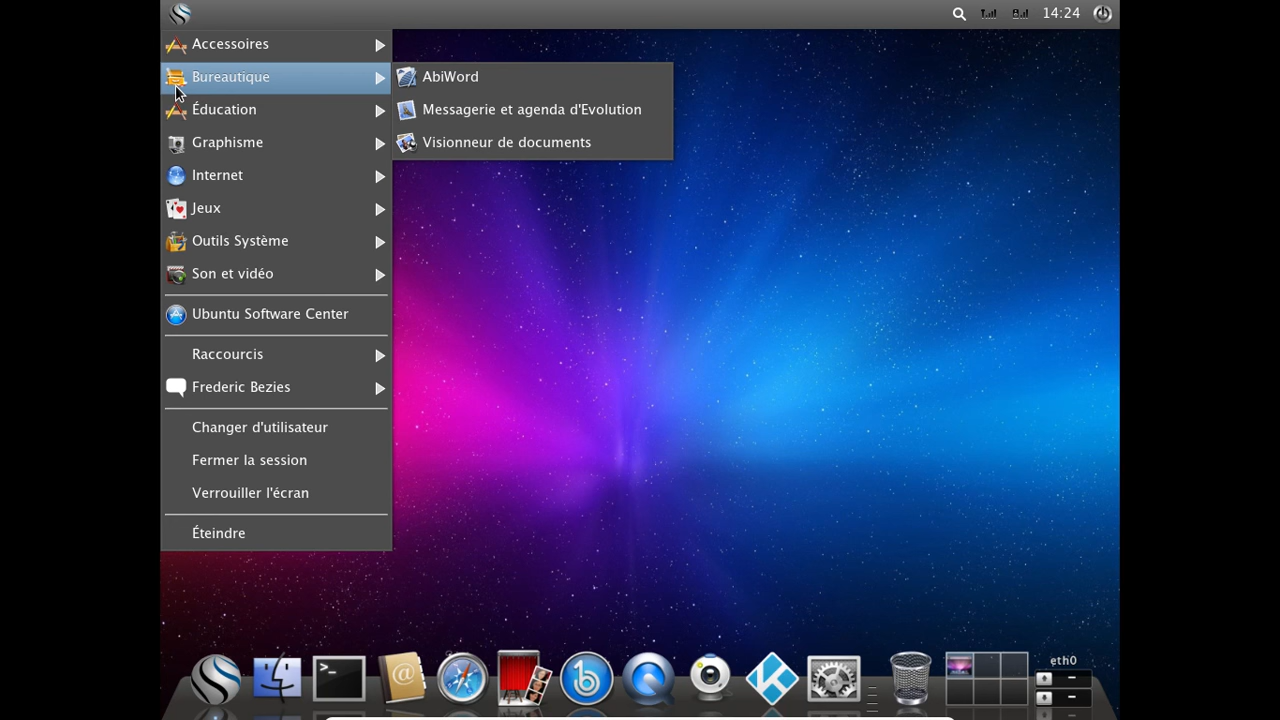 14:24
Accessoires
Bureautique
AbiWord
Messagerie et agenda d'Evolution
Visionneur de documents
Éducation
Graphisme
Internet
Jeux
Outils Système
Son et vidéo
Ubuntu Software Center
Raccourcis
Frederic Bezies
Changer d'utilisateur
Fermer la session
Verrouiller l'écran
Éteindre
>_
@
eth0